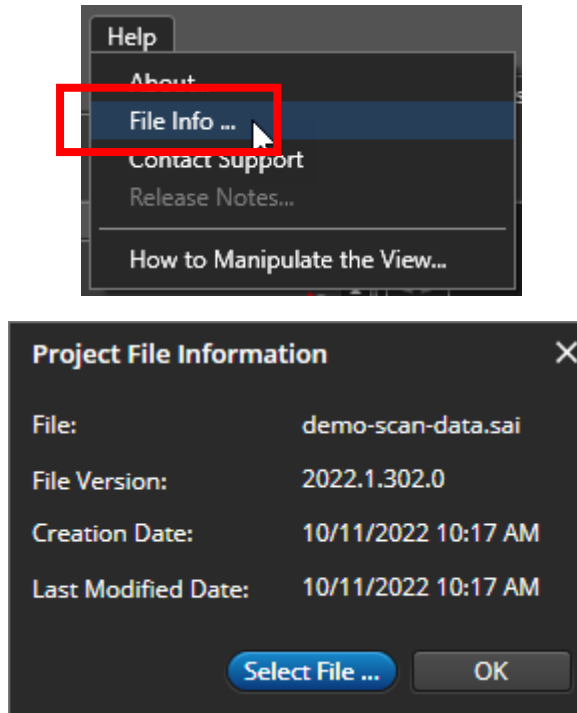 Help
About
File Info ...
Contact Support
Release Notes...
How to Manipulate the View...
Project File Information
File: demo-scan-data.sai
File Version: 2022.1.302.0
Creation Date: 10/11/2022 10:17 AM
Last Modified Date: 10/11/2022 10:17 AM
Select File ... OK